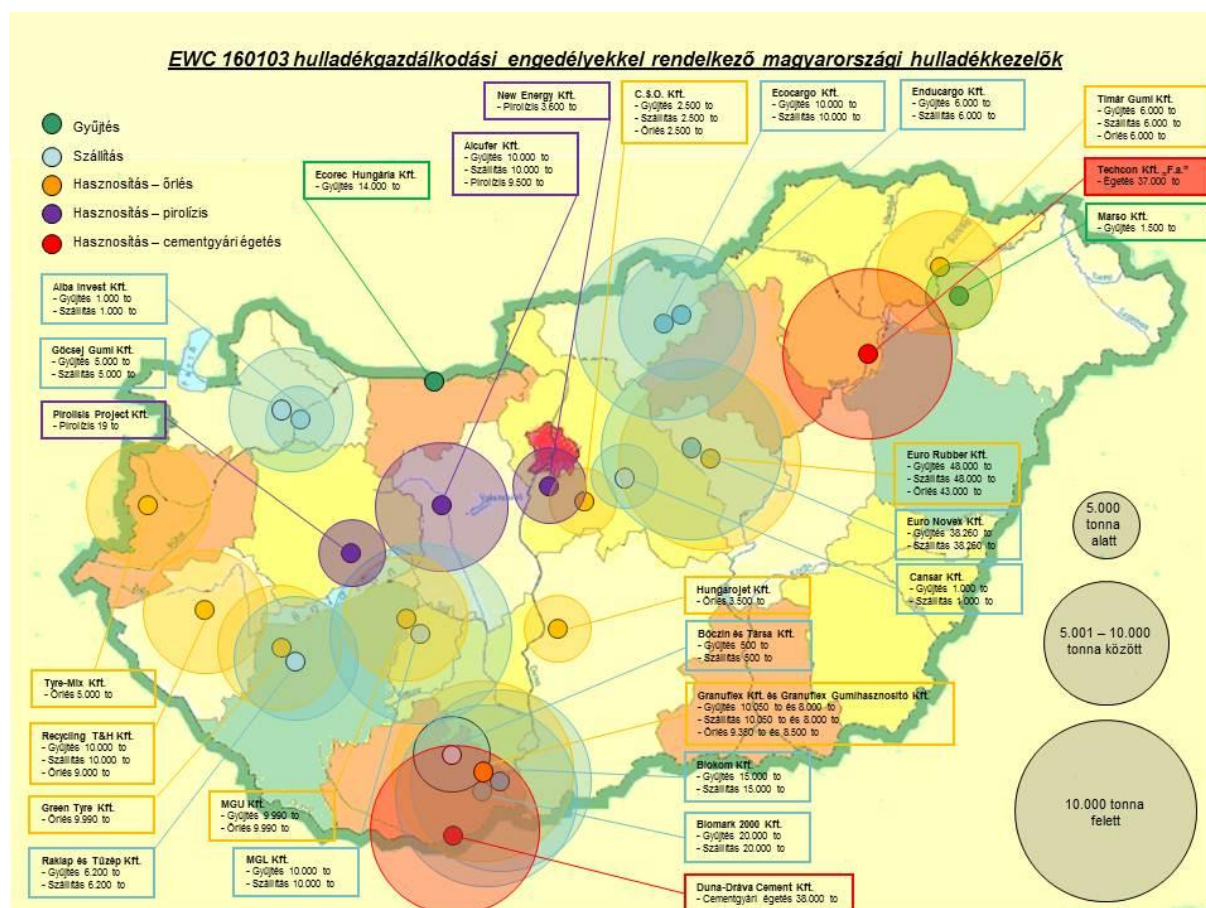 EWC 160103 hulladékgazdálkodási engedélyekkel rendelkező magyarországi hulladékkezelők
Gyűjtés
Szállítás
Hasznosítás – őrlés
Hasznosítás – pirolízis
Hasznosítás – cementgyári égetés
Ecorec Hungária Kft.
- Gyűjtés 14.000 to
New Energy Kft.
- Pirolízis 3.600 to
Alcufer Kft.
- Gyűjtés 10.000 to
- Szállítás 10.000 to
- Pirolízis 9.500 to
C.S.O. Kft.
- Gyűjtés 2.500 to
- Szállítás 2.500 to
- Őrlés 2.500 to
Ecocargo Kft.
- Gyűjtés 10.000 to
- Szállítás 10.000 to
Enducargo Kft.
- Gyűjtés 6.000 to
- Szállítás 6.000 to
Timár Gumi Kft.
- Gyűjtés 6.000 to
- Szállítás 6.000 to
- Őrlés 6.000 to
Techcon Kft. „F.a.”
- Égetés 37.000 to
Marso Kft.
- Gyűjtés 1.500 to
Alba Invest Kft.
- Gyűjtés 1.000 to
- Szállítás 1.000 to
Göcsej Gumi Kft.
- Gyűjtés 5.000 to
- Szállítás 5.000 to
Pirolisis Project Kft.
- Pirolízis 19 to
Euro Rubber Kft.
- Gyűjtés 48.000 to
- Szállítás 48.000 to
- Őrlés 43.000 to
Euro Novex Kft.
- Gyűjtés 38.260 to
- Szállítás 38.260 to
Cansar Kft.
- Gyűjtés 1.000 to
- Szállítás 1.000 to
Hungarojet Kft.
- Őrlés 3.500 to
Bóczin és Társa Kft.
- Gyűjtés 500 to
- Szállítás 500 to
Granuflex Kft. és Granuflex Gumihasznosító Kft.
- Gyűjtés 10.050 to és 8.000 to
- Szállítás 10.050 to és 8.000 to
- Őrlés 9.350 to és 8.500 to
Biokom Kft.
- Gyűjtés 15.000 to
- Szállítás 15.000 to
Biomark 2000 Kft.
- Gyűjtés 20.000 to
- Szállítás 20.000 to
Duna-Dráva Cement Kft.
- Cementgyári égetés 38.000 to
Tyre-Mix Kft.
- Őrlés 5.000 to
Recycling T&H Kft.
- Gyűjtés 10.000 to
- Szállítás 10.000 to
- Őrlés 9.000 to
Green Tyre Kft.
- Őrlés 9.990 to
Raklap és Tüzép Kft.
- Gyűjtés 6.200 to
- Szállítás 6.200 to
MGU Kft.
- Gyűjtés 9.990 to
- Őrlés 9.990 to
MGL Kft.
- Gyűjtés 10.000 to
- Szállítás 10.000 to
5.000
tonna
alatt
5.001 – 10.000
tonna között
10.000 tonna
felett